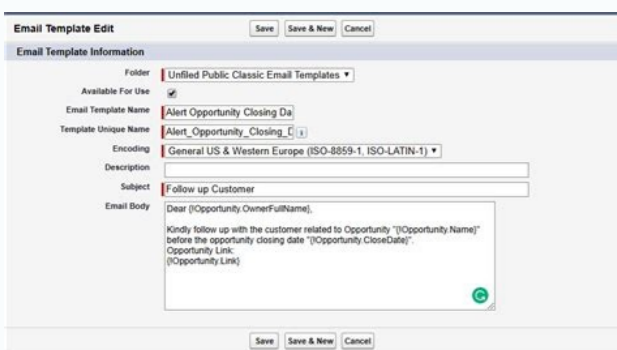 Email Template Edit
Save Save & New Cancel
Email Template Information
Folder Unfiled Public Classic Email Templates
Available For Use
Email Template Name Alert Opportunity Closing Da
Template Unique Name Alert_Opportunity_Closing_D i
Encoding General US & Western Europe (ISO-8859-1, ISO-LATIN-1)
Description
Subject Follow up Customer
Email Body Dear {!Opportunity.OwnerFullName},
Kindly follow up with the customer related to Opportunity "{!Opportunity.Name}"
before the opportunity closing date "{!Opportunity.CloseDate}".
Opportunity Link:
{!Opportunity.Link}
Save Save & New Cancel